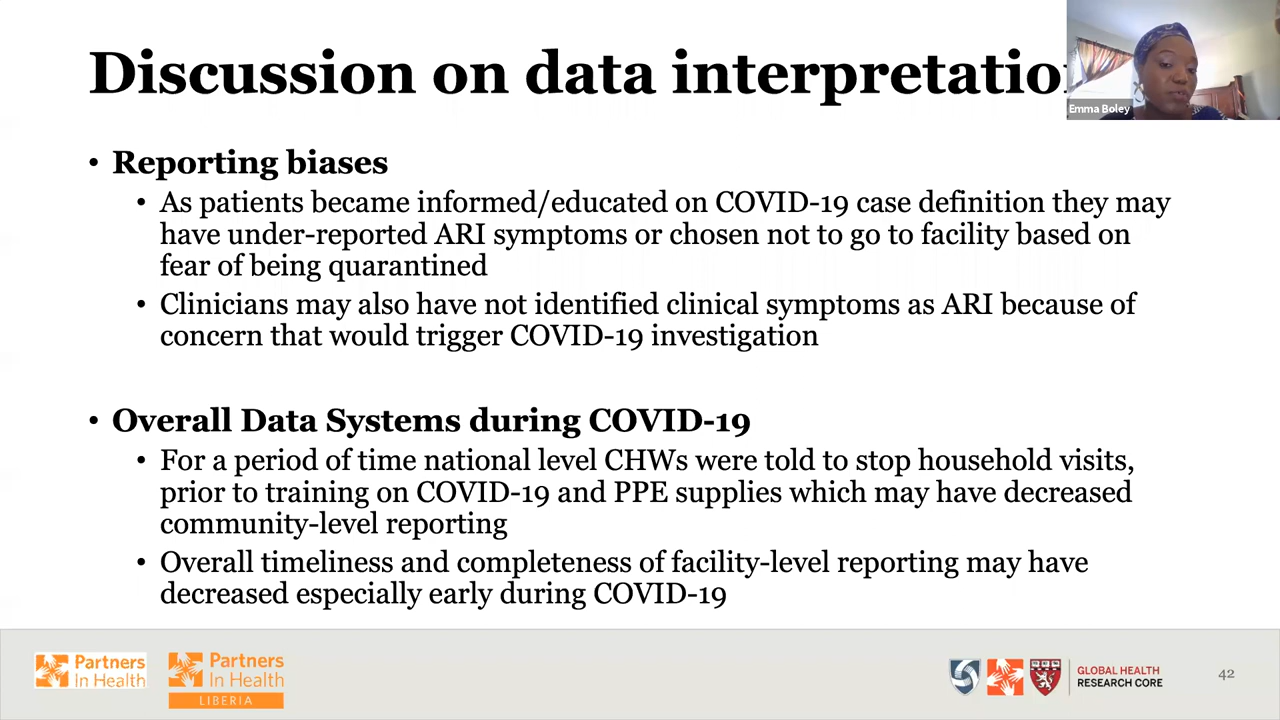 Discussion on data interpretatio
Emma Boley
• Reporting biases
• As patients became informed/educated on COVID-19 case definition they may
have under-reported ARI symptoms or chosen not to go to facility based on
fear of being quarantined
• Clinicians may also have not identified clinical symptoms as ARI because of
concern that would trigger COVID-19 investigation
• Overall Data Systems during COVID-19
• For a period of time national level CHWs were told to stop household visits,
prior to training on COVID-19 and PPE supplies which may have decreased
community-level reporting
• Overall timeliness and completeness of facility-level reporting may have
decreased especially early during COVID-19
Partners
In Health
Partners
In Health
LIBERIA
GLOBAL HEALTH
RESEARCH CORE
42